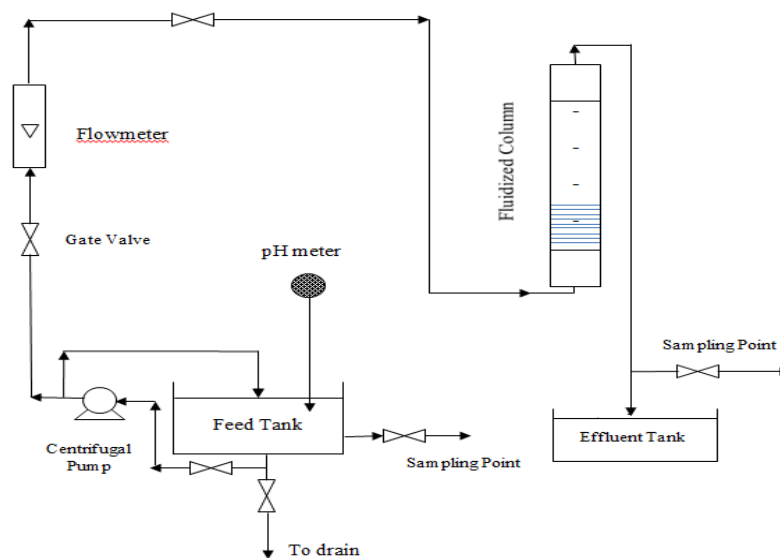 Flowmeter
Gate Valve
pH meter
Fluidized Column
Sampling Point
Feed Tank
Effluent Tank
Centrifugal
Pump
Sampling Point
To drain